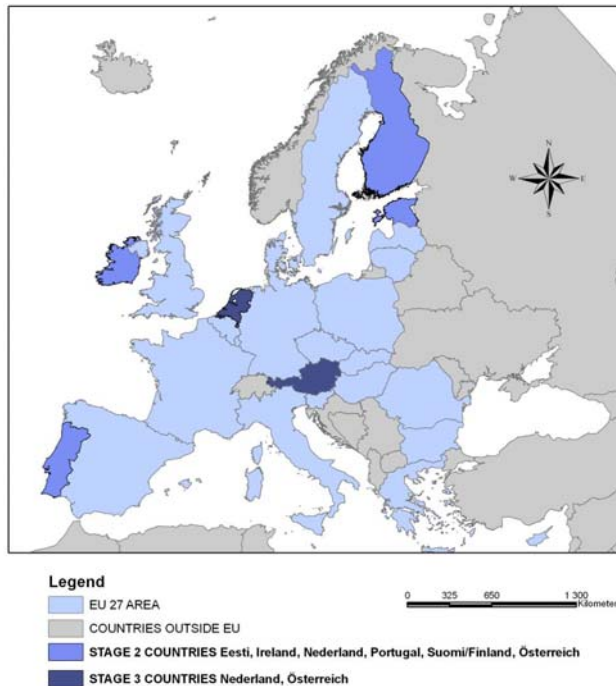 N
W E
S
Legend
EU 27 AREA
COUNTRIES OUTSIDE EU
STAGE 2 COUNTRIES Eesti, Ireland, Nederland, Portugal, Suomi/Finland, Österreich
STAGE 3 COUNTRIES Nederland, Österreich
0 325 650 1 300
Kilometer